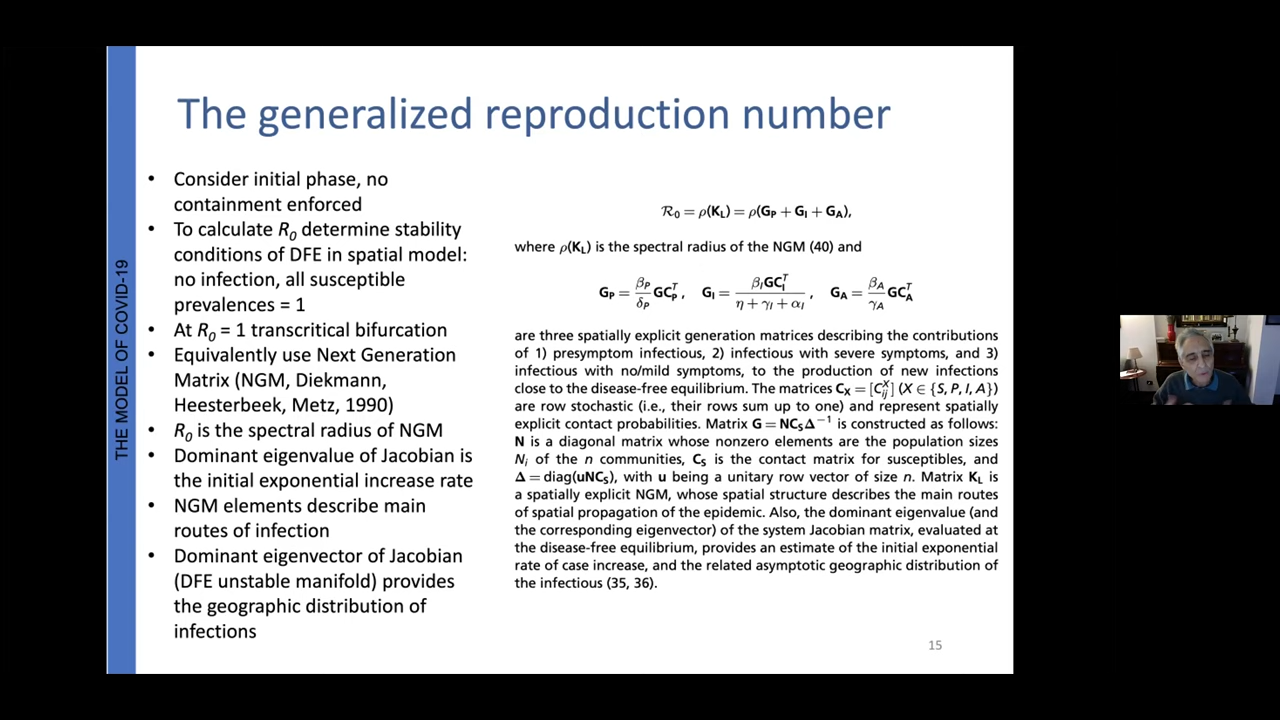 The generalized reproduction number
THE MODEL OF COVID-19
• Consider initial phase, no
containment enforced
• To calculate R₀ determine stability
conditions of DFE in spatial model:
no infection, all susceptible
prevalences = 1
• At R₀ = 1 transcritical bifurcation
• Equivalently use Next Generation
Matrix (NGM, Diekmann,
Heesterbeek, Metz, 1990)
• R₀ is the spectral radius of NGM
• Dominant eigenvalue of Jacobian is
the initial exponential increase rate
• NGM elements describe main
routes of infection
• Dominant eigenvector of Jacobian
(DFE unstable manifold) provides
the geographic distribution of
infections
R₀ = ρ(K_L) = ρ(G_P + G_I + G_A),
where ρ(K_L) is the spectral radius of the NGM (40) and
G_P = β_P/δ_P GC_P^T, G_I = β_I GC_I^T/(η + γ_I + α_I), G_A = β_A/γ_A GC_A^T
are three spatially explicit generation matrices describing the contributions
of 1) presymptom infectious, 2) infectious with severe symptoms, and 3)
infectious with no/mild symptoms, to the production of new infections
close to the disease-free equilibrium. The matrices C_X = [C_ij^X] (X ∈ {S, P, I, A})
are row stochastic (i.e., their rows sum up to one) and represent spatially
explicit contact probabilities. Matrix G = NC_SΔ⁻¹ is constructed as follows:
N is a diagonal matrix whose nonzero elements are the population sizes
N_i of the n communities, C_S is the contact matrix for susceptibles, and
Δ = diag(uNC_S), with u being a unitary row vector of size n. Matrix K_L is
a spatially explicit NGM, whose spatial structure describes the main routes
of spatial propagation of the epidemic. Also, the dominant eigenvalue (and
the corresponding eigenvector) of the system Jacobian matrix, evaluated at
the disease-free equilibrium, provides an estimate of the initial exponential
rate of case increase, and the related asymptotic geographic distribution of
the infectious (35, 36).
15